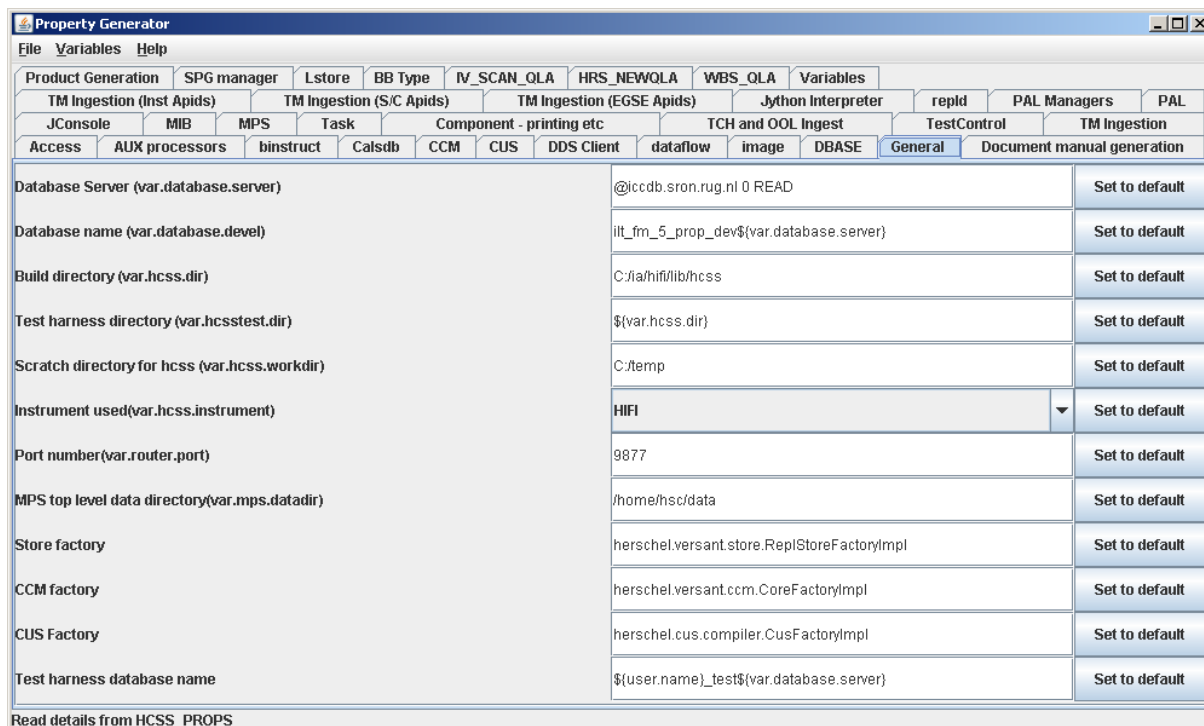 Property Generator
File Variables Help
Product Generation SPG manager Lstore BB Type IV_SCAN_QLA HRS_NEWQLA WBS_QLA Variables
TM Ingestion (Inst Apids) TM Ingestion (S/C Apids) TM Ingestion (EGSE Apids) Jython Interpreter repld PAL Managers PAL
JConsole MIB MPS Task Component - printing etc TCH and OOL Ingest TestControl TM Ingestion
Access AUX processors binstruct Calsdb CCM CUS DDS Client dataflow image DBASE General Document manual generation
Database Server (var.database.server) @iccdb.sron.rug.nl 0 READ Set to default
Database name (var.database.devel) ilt_fm_5_prop_dev${var.database.server} Set to default
Build directory (var.hcss.dir) C:/ia/hifi/lib/hcss Set to default
Test harness directory (var.hcsstest.dir) ${var.hcss.dir} Set to default
Scratch directory for hcss (var.hcss.workdir) C:/temp Set to default
Instrument used(var.hcss.instrument) HIFI Set to default
Port number(var.router.port) 9877 Set to default
MPS top level data directory(var.mps.datadir) /home/hsc/data Set to default
Store factory herschel.versant.store.ReplStoreFactoryImpl Set to default
CCM factory herschel.versant.ccm.CoreFactoryImpl Set to default
CUS Factory herschel.cus.compiler.CusFactoryImpl Set to default
Test harness database name ${user.name}_test${var.database.server} Set to default
Read details from HCSS_PROPS